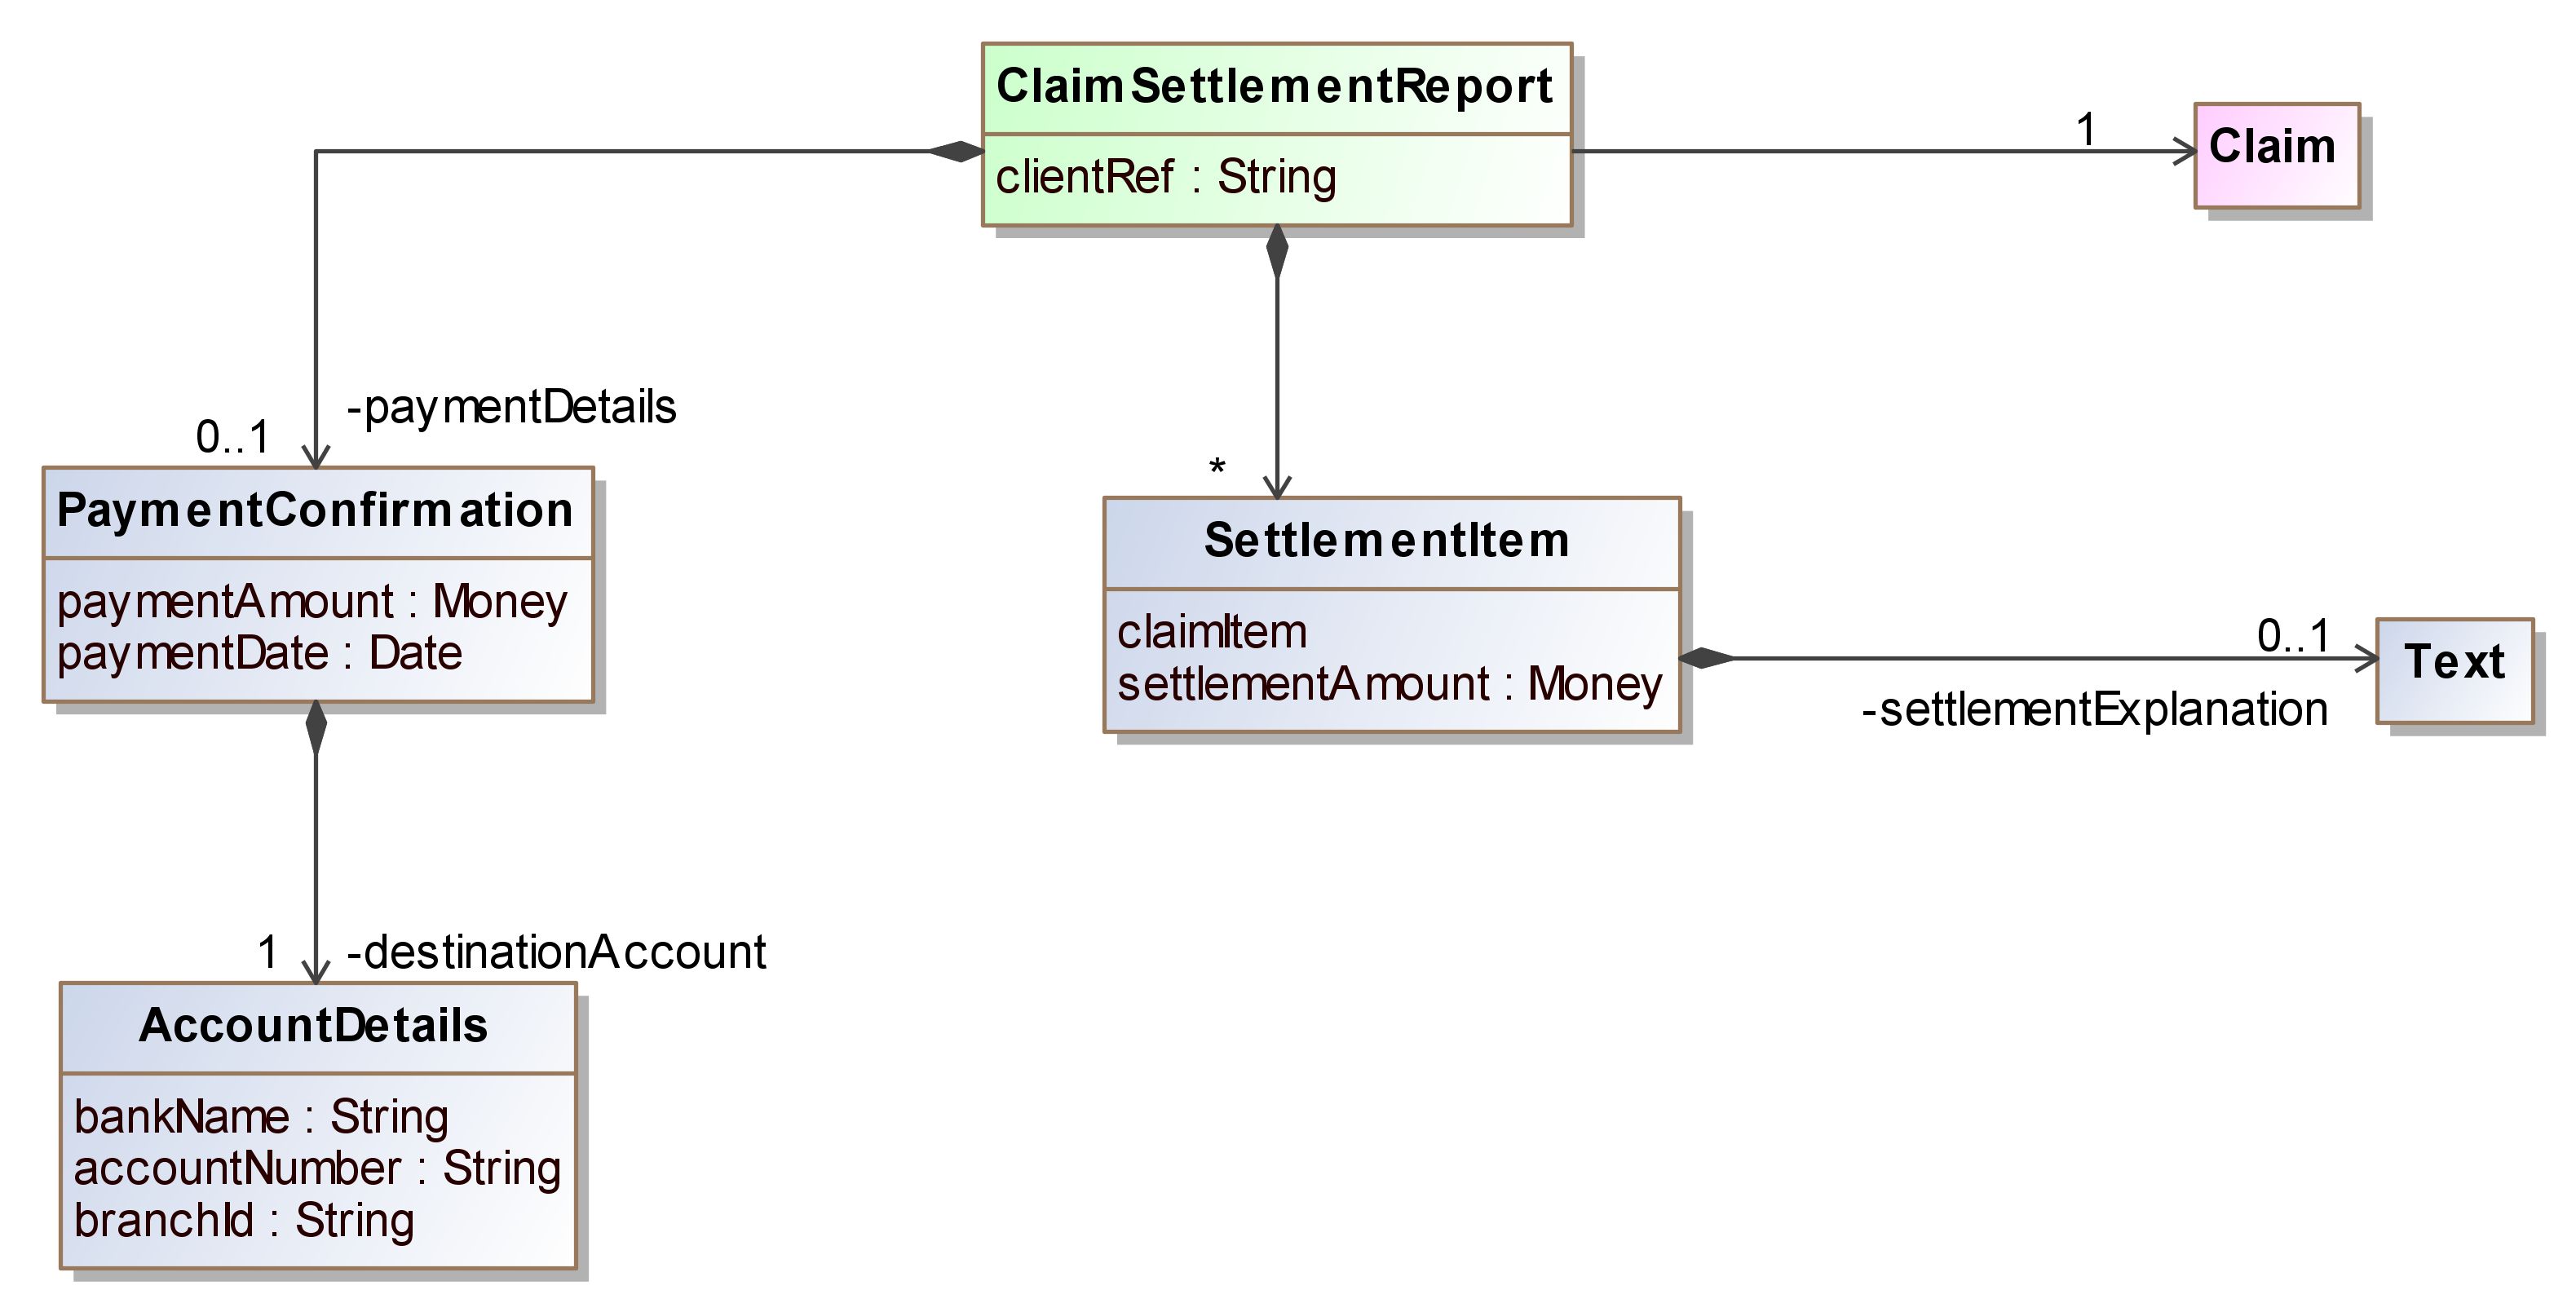 ClaimSettlementReport
clientRef : String
1
Claim
-paymentDetails
0..1
PaymentConfirmation
paymentAmount : Money
paymentDate : Date
*
SettlementItem
claimItem
settlementAmount : Money
0..1
-settlementExplanation
Text
1
-destinationAccount
AccountDetails
bankName : String
accountNumber : String
branchId : String